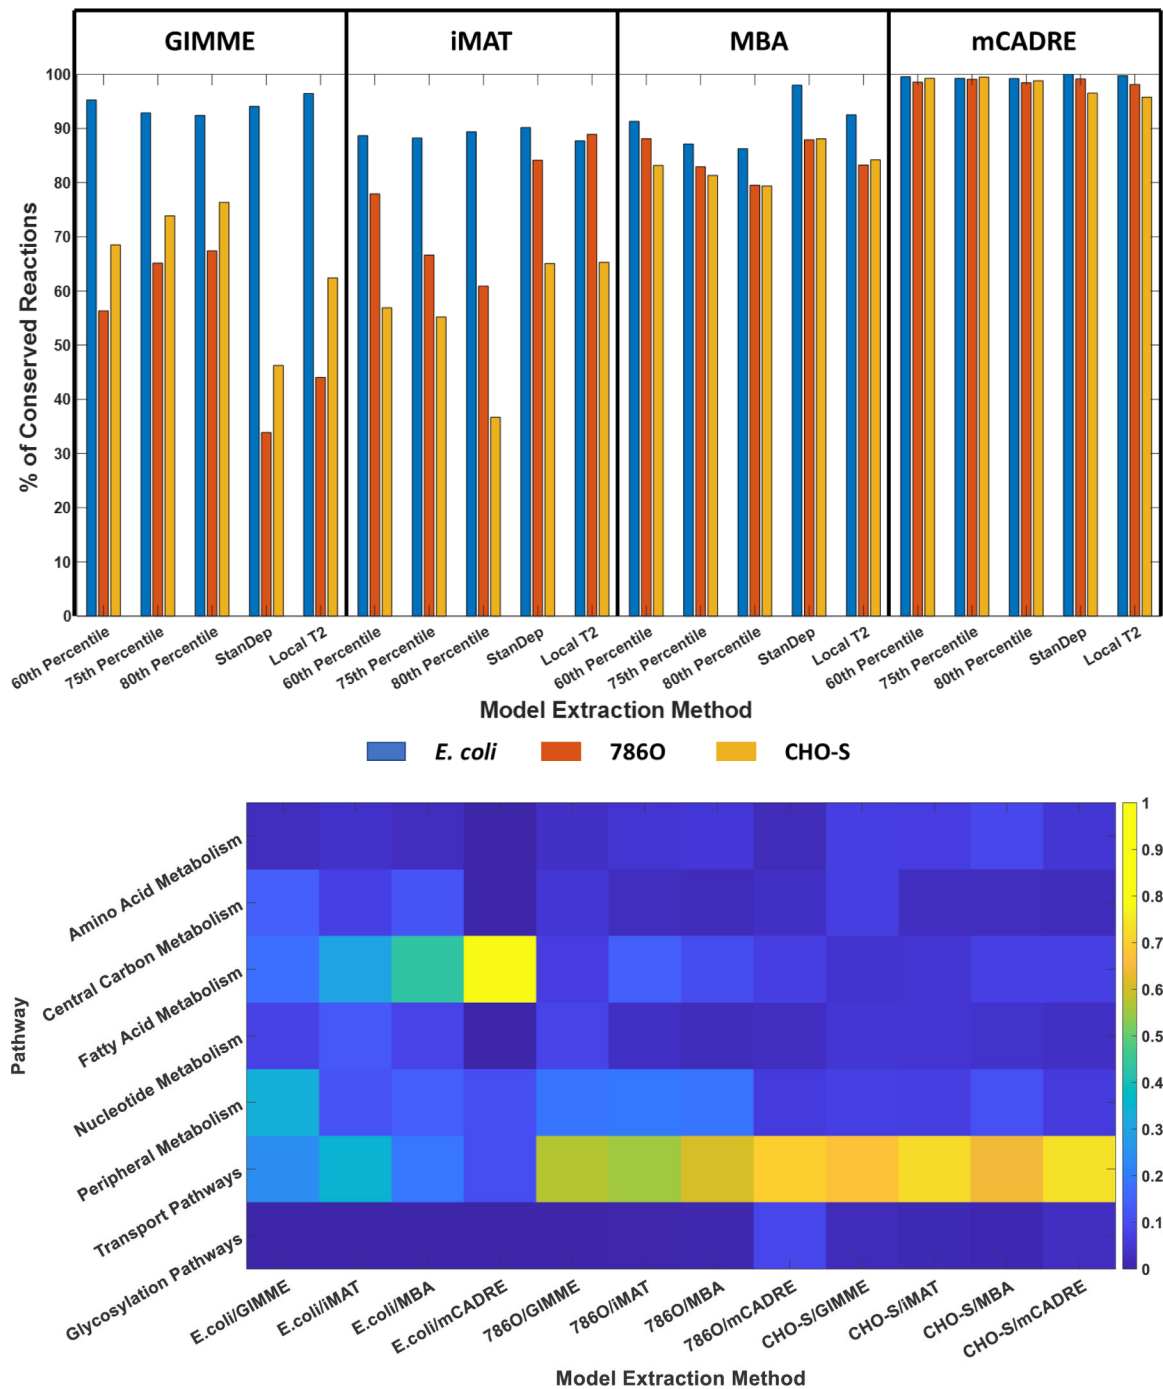 GIMME iMAT MBA mCADRE
100
90
80
70
60
50
40
30
20
10
0
% of Conserved Reactions
60th Percentile 75th Percentile 80th Percentile StanDep Local T2 60th Percentile 75th Percentile 80th Percentile StanDep Local T2 60th Percentile 75th Percentile 80th Percentile StanDep Local T2 60th Percentile 75th Percentile 80th Percentile StanDep Local T2
Model Extraction Method
E. coli 786O CHO-S
Pathway
Amino Acid Metabolism
Central Carbon Metabolism
Fatty Acid Metabolism
Nucleotide Metabolism
Peripheral Metabolism
Transport Pathways
Glycosylation Pathways
1
0.9
0.8
0.7
0.6
0.5
0.4
0.3
0.2
0.1
0
E.coli/GIMME E.coli/iMAT E.coli/MBA E.coli/mCADRE 786O/GIMME 786O/iMAT 786O/MBA 786O/mCADRE CHO-S/GIMME CHO-S/iMAT CHO-S/MBA CHO-S/mCADRE
Model Extraction Method